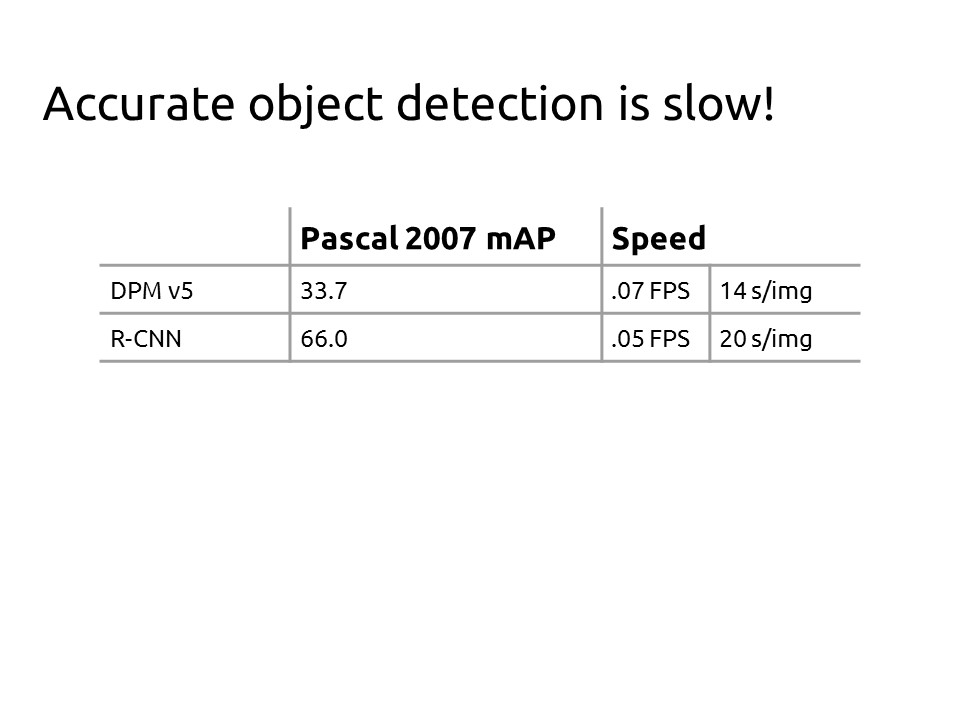 Accurate object detection is slow!
Pascal 2007 mAP Speed
DPM v5 33.7 .07 FPS 14 s/img
R-CNN 66.0 .05 FPS 20 s/img